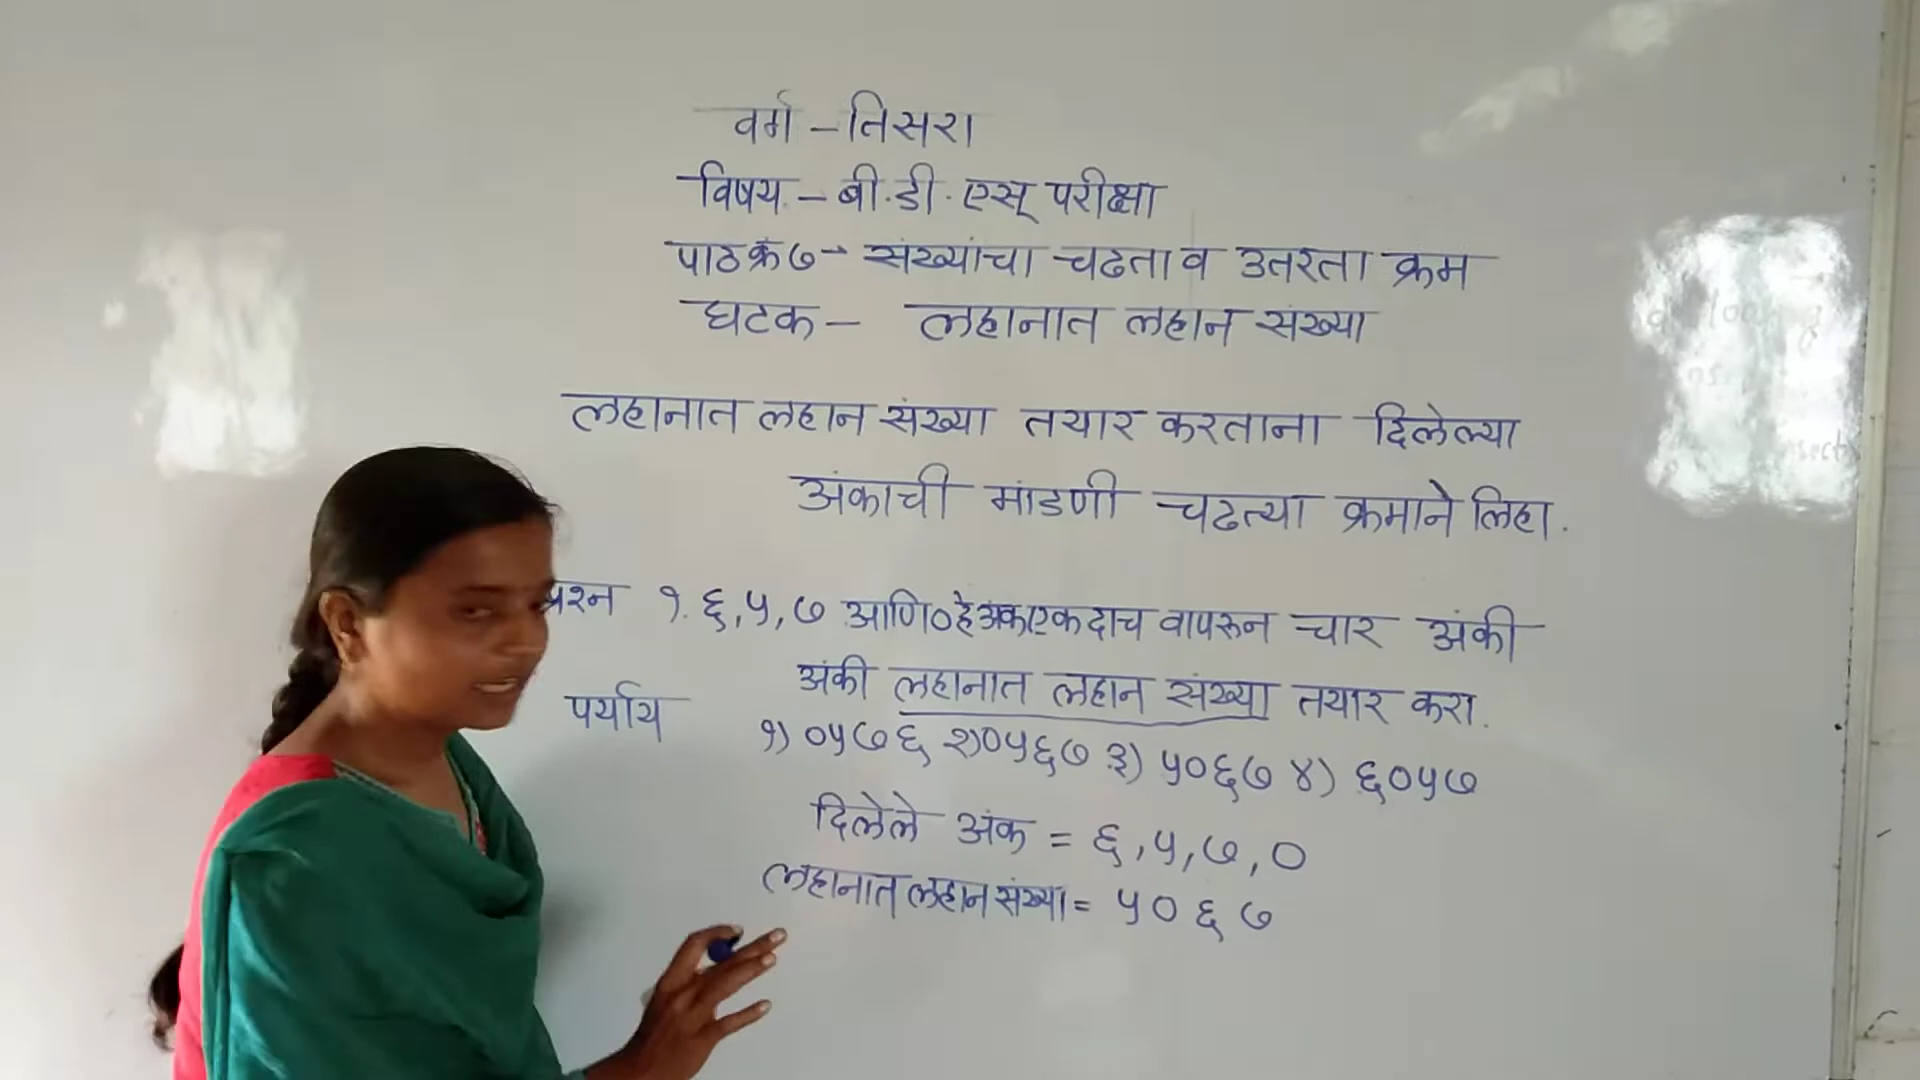 वर्ग – तिसरा
विषय – बी.डी.एस् परीक्षा
पाठ क्रं ७ – संख्यांचा चढता व उतरता क्रम
घटक – लहानात लहान संख्या
लहानात लहान संख्या तयार करताना दिलेल्या
अंकाची मांडणी चढत्या क्रमाने लिहा.
प्रश्न १. ६,५,७ आणि ० हे अंक एकदाच वापरून चार अंकी
अंकी लहानात लहान संख्या तयार करा.
पर्याय १) ०५७६ २) ०५६७ ३) ५०६७ ४) ६०५७
दिलेले अंक = ६,५,७,०
लहानात लहान संख्या = ५०६७